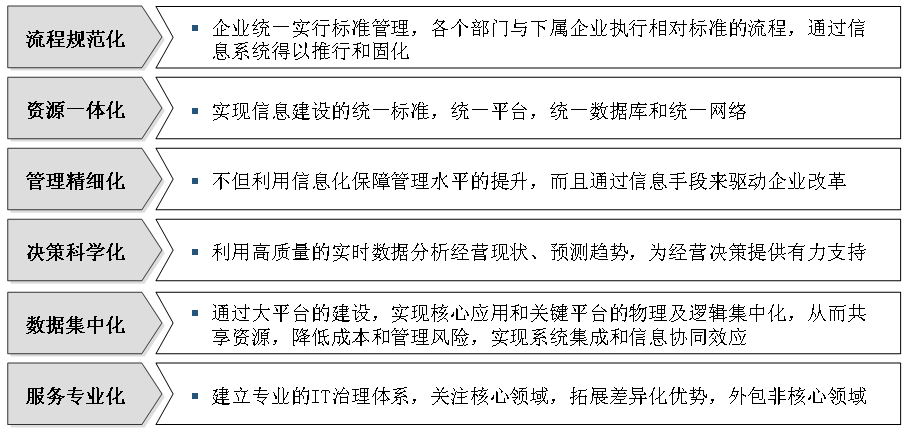 流程规范化
▪ 企业统一实行标准管理，各个部门与下属企业执行相对标准的流程，通过信
息系统得以推行和固化
资源一体化
▪ 实现信息建设的统一标准，统一平台，统一数据库和统一网络
管理精细化
▪ 不但利用信息化保障管理水平的提升，而且通过信息手段来驱动企业改革
决策科学化
▪ 利用高质量的实时数据分析经营现状、预测趋势，为经营决策提供有力支持
数据集中化
▪ 通过大平台的建设，实现核心应用和关键平台的物理及逻辑集中化，从而共
享资源，降低成本和管理风险，实现系统集成和信息协同效应
服务专业化
▪ 建立专业的IT治理体系，关注核心领域，拓展差异化优势，外包非核心领域